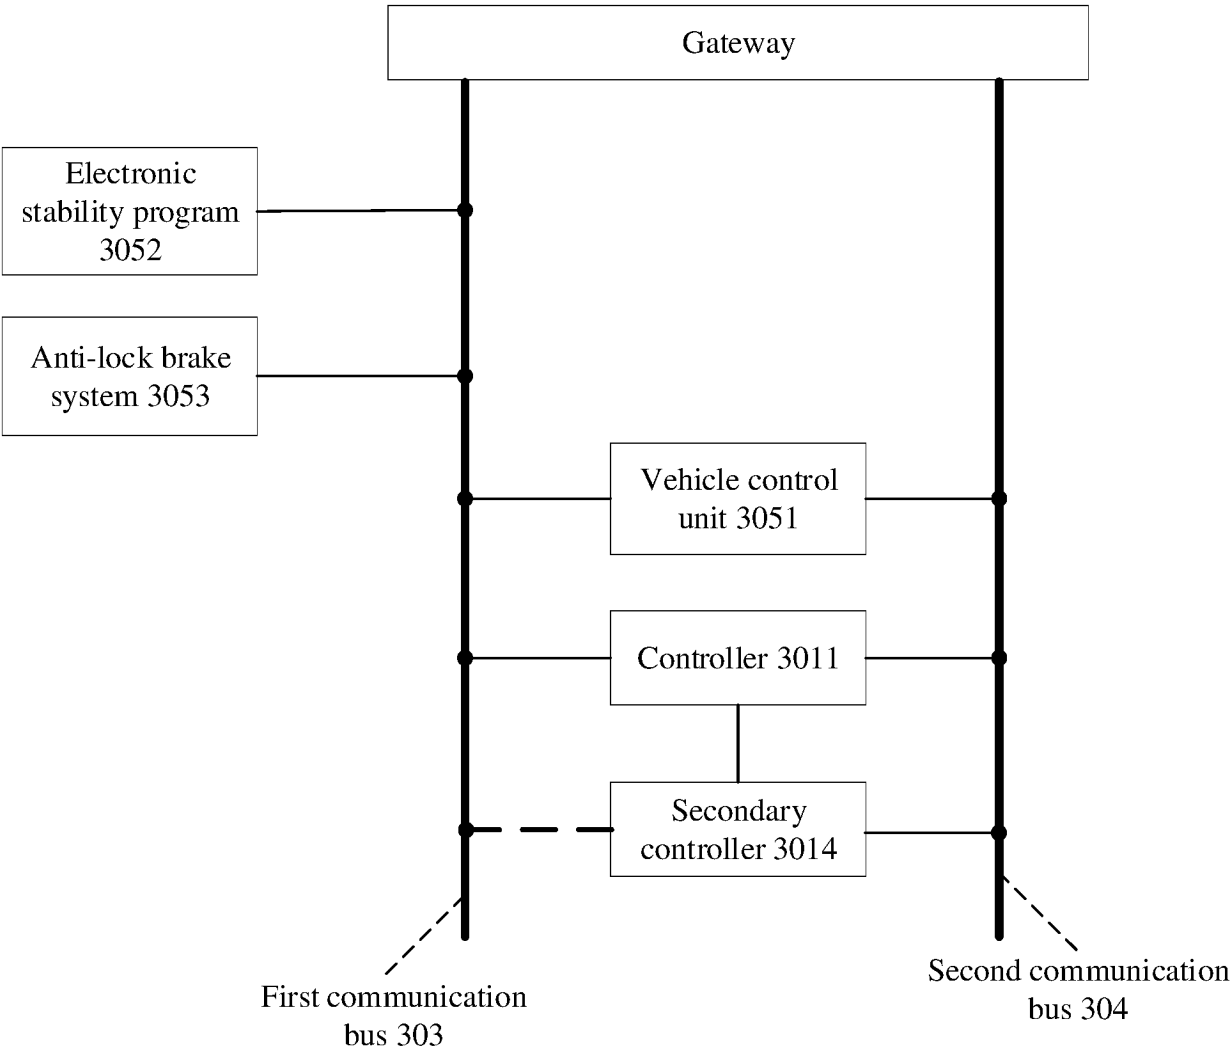 Gateway
Electronic
stability program
3052
Anti-lock brake
system 3053
Vehicle control
unit 3051
Controller 3011
Secondary
controller 3014
First communication
bus 303
Second communication
bus 304